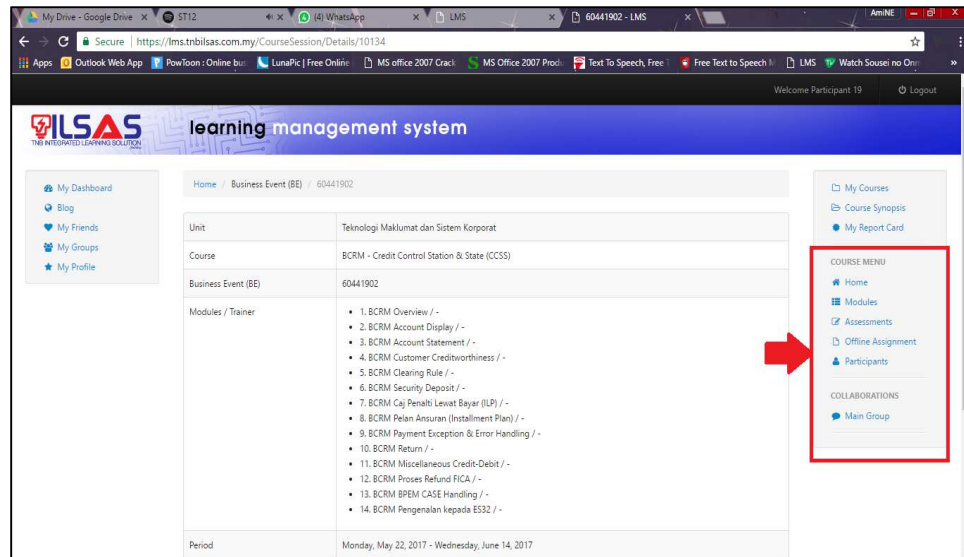 My Drive - Google Drive
ST12
(4) WhatsApp
LMS
60441902 - LMS
AmiNE
Secure | https://lms.tnbilsas.com.my/CourseSession/Details/10134
Apps Outlook Web App PowToon : Online bus LunaPic | Free Online MS office 2007 Crack MS Office 2007 Produ Text To Speech, Free T Free Text to Speech M LMS Watch Sousei no Onm »
Welcome Participant 19 Logout
ILSAS
TNB INTEGRATED LEARNING SOLUTION
learning management system
My Dashboard
Blog
My Friends
My Groups
My Profile
Home / Business Event (BE) / 60441902
Unit Teknologi Maklumat dan Sistem Korporat
Course BCRM - Credit Control Station & State (CCSS)
Business Event (BE) 60441902
Modules / Trainer
• 1. BCRM Overview / -
• 2. BCRM Account Display / -
• 3. BCRM Account Statement / -
• 4. BCRM Customer Creditworthiness / -
• 5. BCRM Clearing Rule / -
• 6. BCRM Security Deposit / -
• 7. BCRM Caj Penalti Lewat Bayar (ILP) / -
• 8. BCRM Pelan Ansuran (Installment Plan) / -
• 9. BCRM Payment Exception & Error Handling / -
• 10. BCRM Return / -
• 11. BCRM Miscellaneous Credit-Debit / -
• 12. BCRM Proses Refund FICA / -
• 13. BCRM BPEM CASE Handling / -
• 14. BCRM Pengenalan kepada ES32 / -
Period Monday, May 22, 2017 - Wednesday, June 14, 2017
My Courses
Course Synopsis
My Report Card
COURSE MENU
Home
Modules
Assessments
Offline Assignment
Participants
COLLABORATIONS
Main Group